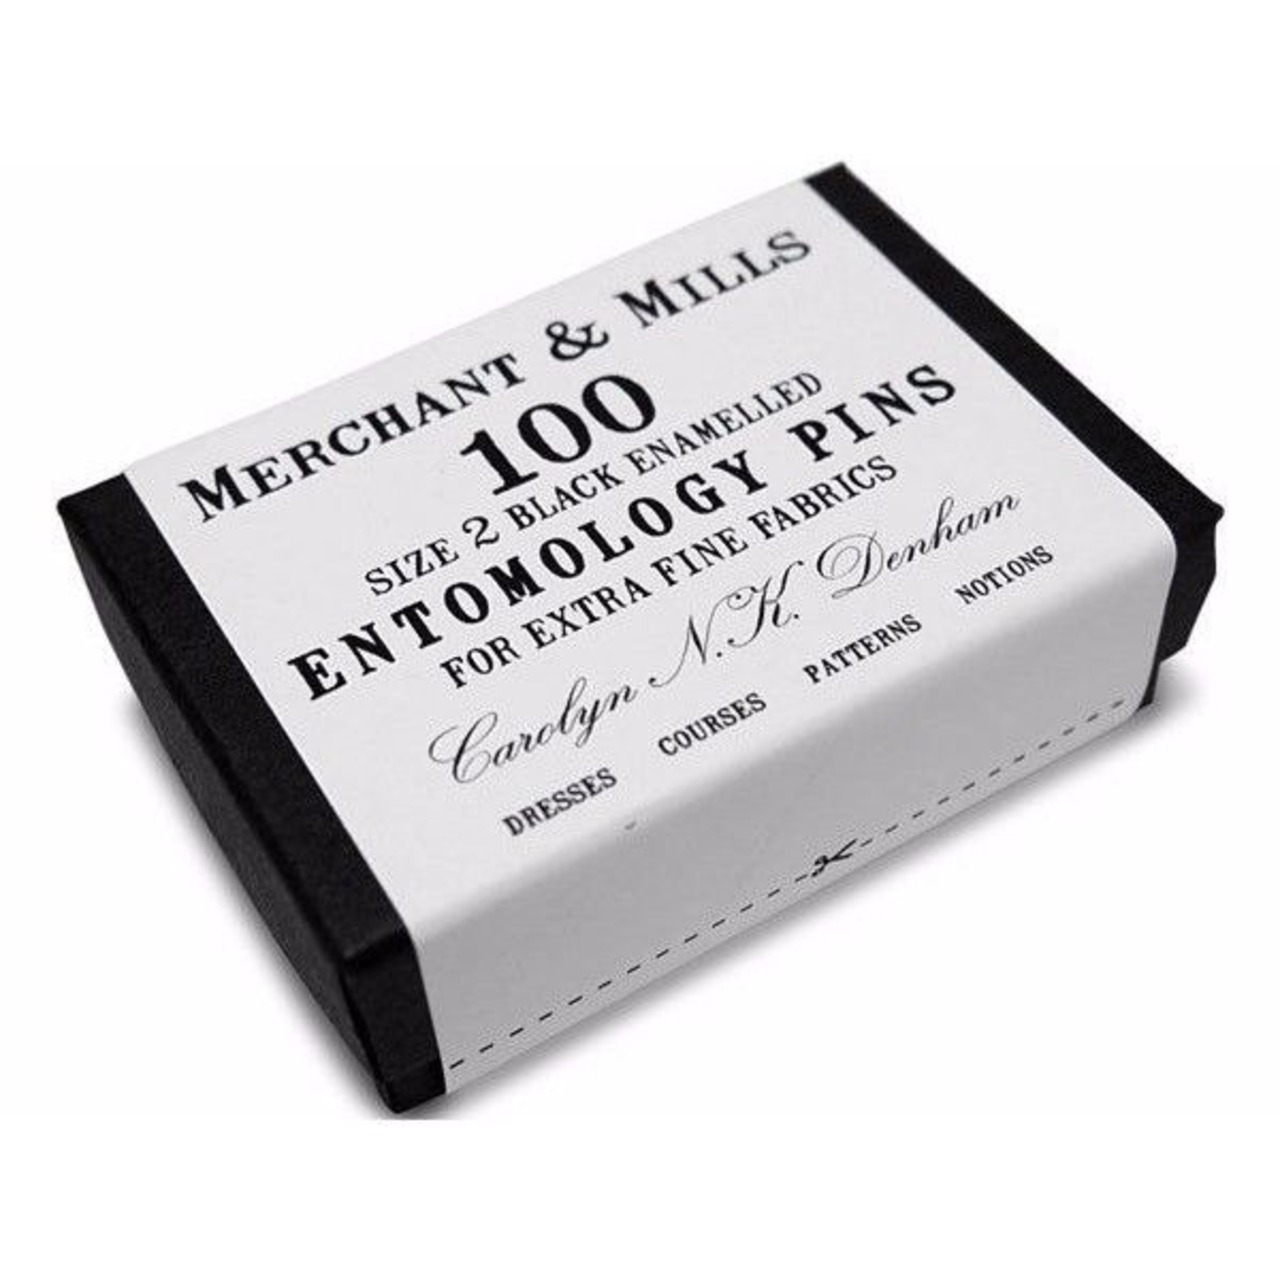 MERCHANT & MILLS
100
SIZE 2 BLACK ENAMELLED
ENTOMOLOGY PINS
FOR EXTRA FINE FABRICS
Carolyn N.K. Denham
DRESSES COURSES PATTERNS NOTIONS